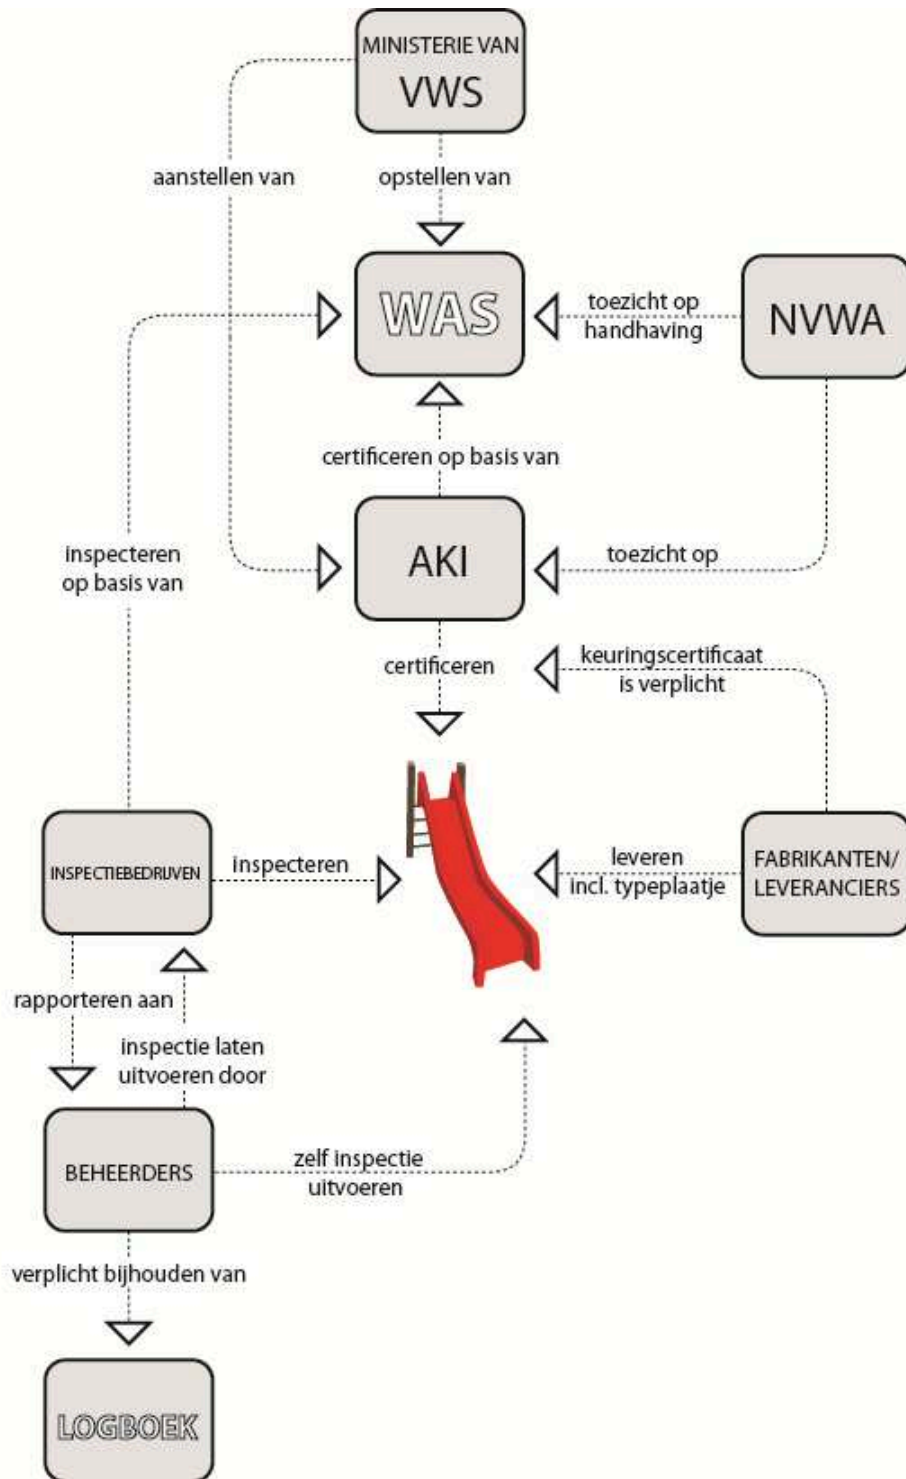 MINISTERIE VAN
VWS
aanstellen van
opstellen van
WAS
toezicht op
handhaving
NVWA
certificeren op basis van
inspecteren
op basis van
AKI
toezicht op
certificeren
keuringscertificaat
is verplicht
INSPECTIEBEDRIJVEN
inspecteren
leveren
incl. typeplaatje
FABRIKANTEN/
LEVERANCIERS
rapporteren aan
inspectie laten
uitvoeren door
BEHEERDERS
zelf inspectie
uitvoeren
verplicht bijhouden van
LOGBOEK